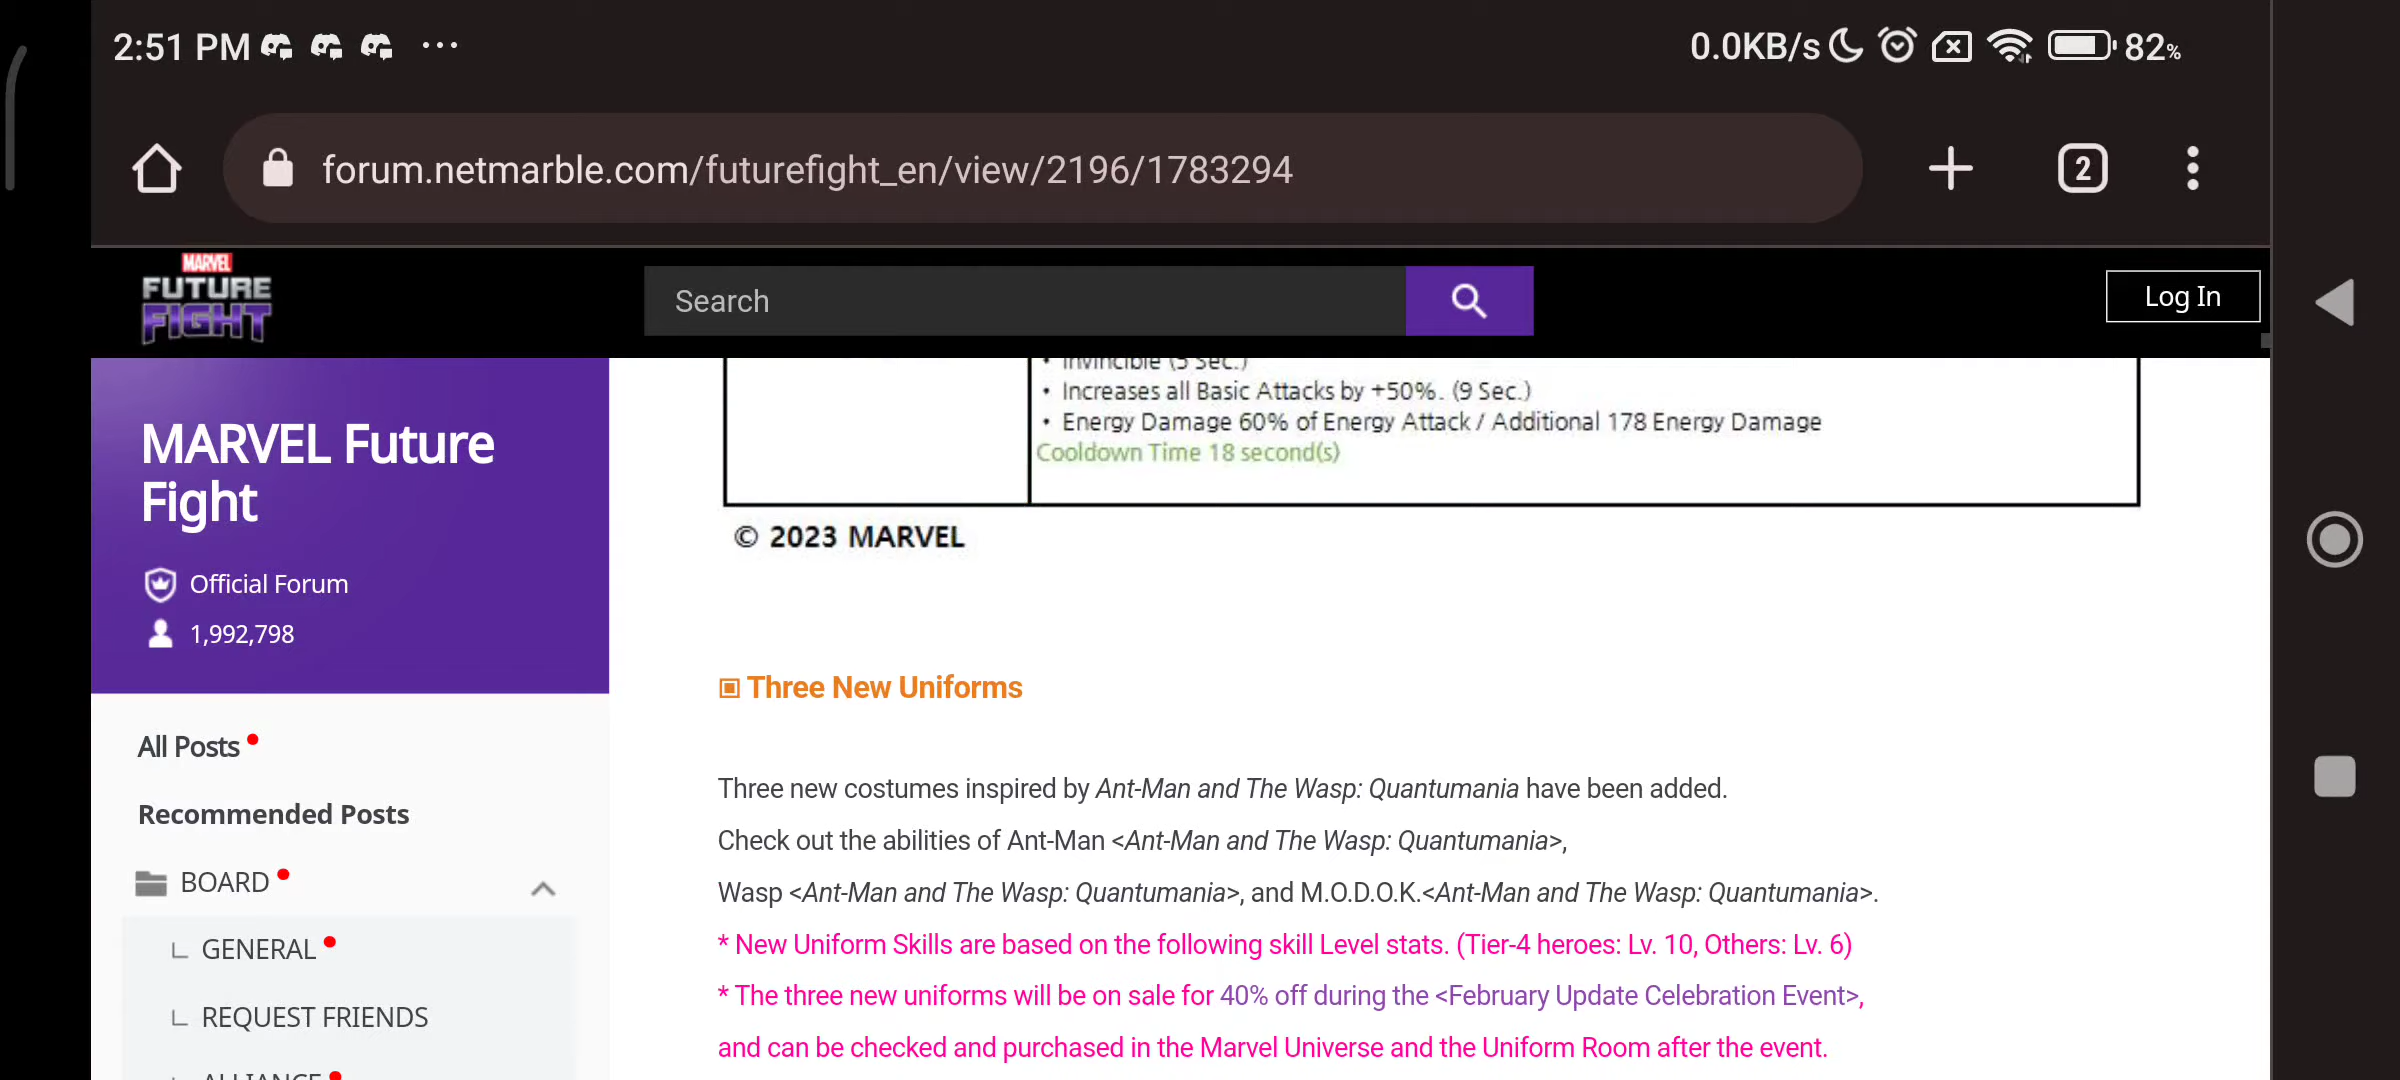 2:51 PM ...
0.0KB/s 82%
forum.netmarble.com/futurefight_en/view/2196/1783294
2
MARVEL
FUTURE
FIGHT
Search
Log In
MARVEL Future
Fight
Official Forum
1,992,798
All Posts
Recommended Posts
BOARD
GENERAL
REQUEST FRIENDS
ALLIANCE
• Invincible (5 Sec.)
• Increases all Basic Attacks by +50%. (9 Sec.)
• Energy Damage 60% of Energy Attack / Additional 178 Energy Damage
Cooldown Time 18 second(s)
© 2023 MARVEL
▣ Three New Uniforms
Three new costumes inspired by Ant-Man and The Wasp: Quantumania have been added.
Check out the abilities of Ant-Man <Ant-Man and The Wasp: Quantumania>,
Wasp <Ant-Man and The Wasp: Quantumania>, and M.O.D.O.K.<Ant-Man and The Wasp: Quantumania>.
* New Uniform Skills are based on the following skill Level stats. (Tier-4 heroes: Lv. 10, Others: Lv. 6)
* The three new uniforms will be on sale for 40% off during the <February Update Celebration Event>,
and can be checked and purchased in the Marvel Universe and the Uniform Room after the event.